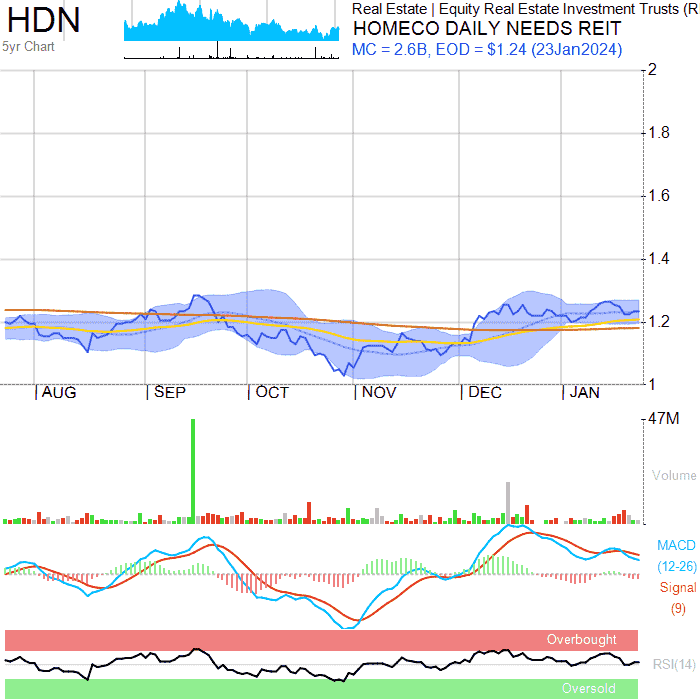 HDN
5yr Chart
Real Estate | Equity Real Estate Investment Trusts (R
HOMECO DAILY NEEDS REIT
MC = 2.6B, EOD = $1.24 (23Jan2024)
2
1.8
1.6
1.4
1.2
1
AUG SEP OCT NOV DEC JAN
47M
Volume
MACD
(12-26)
Signal
(9)
Overbought
RSI(14)
Oversold